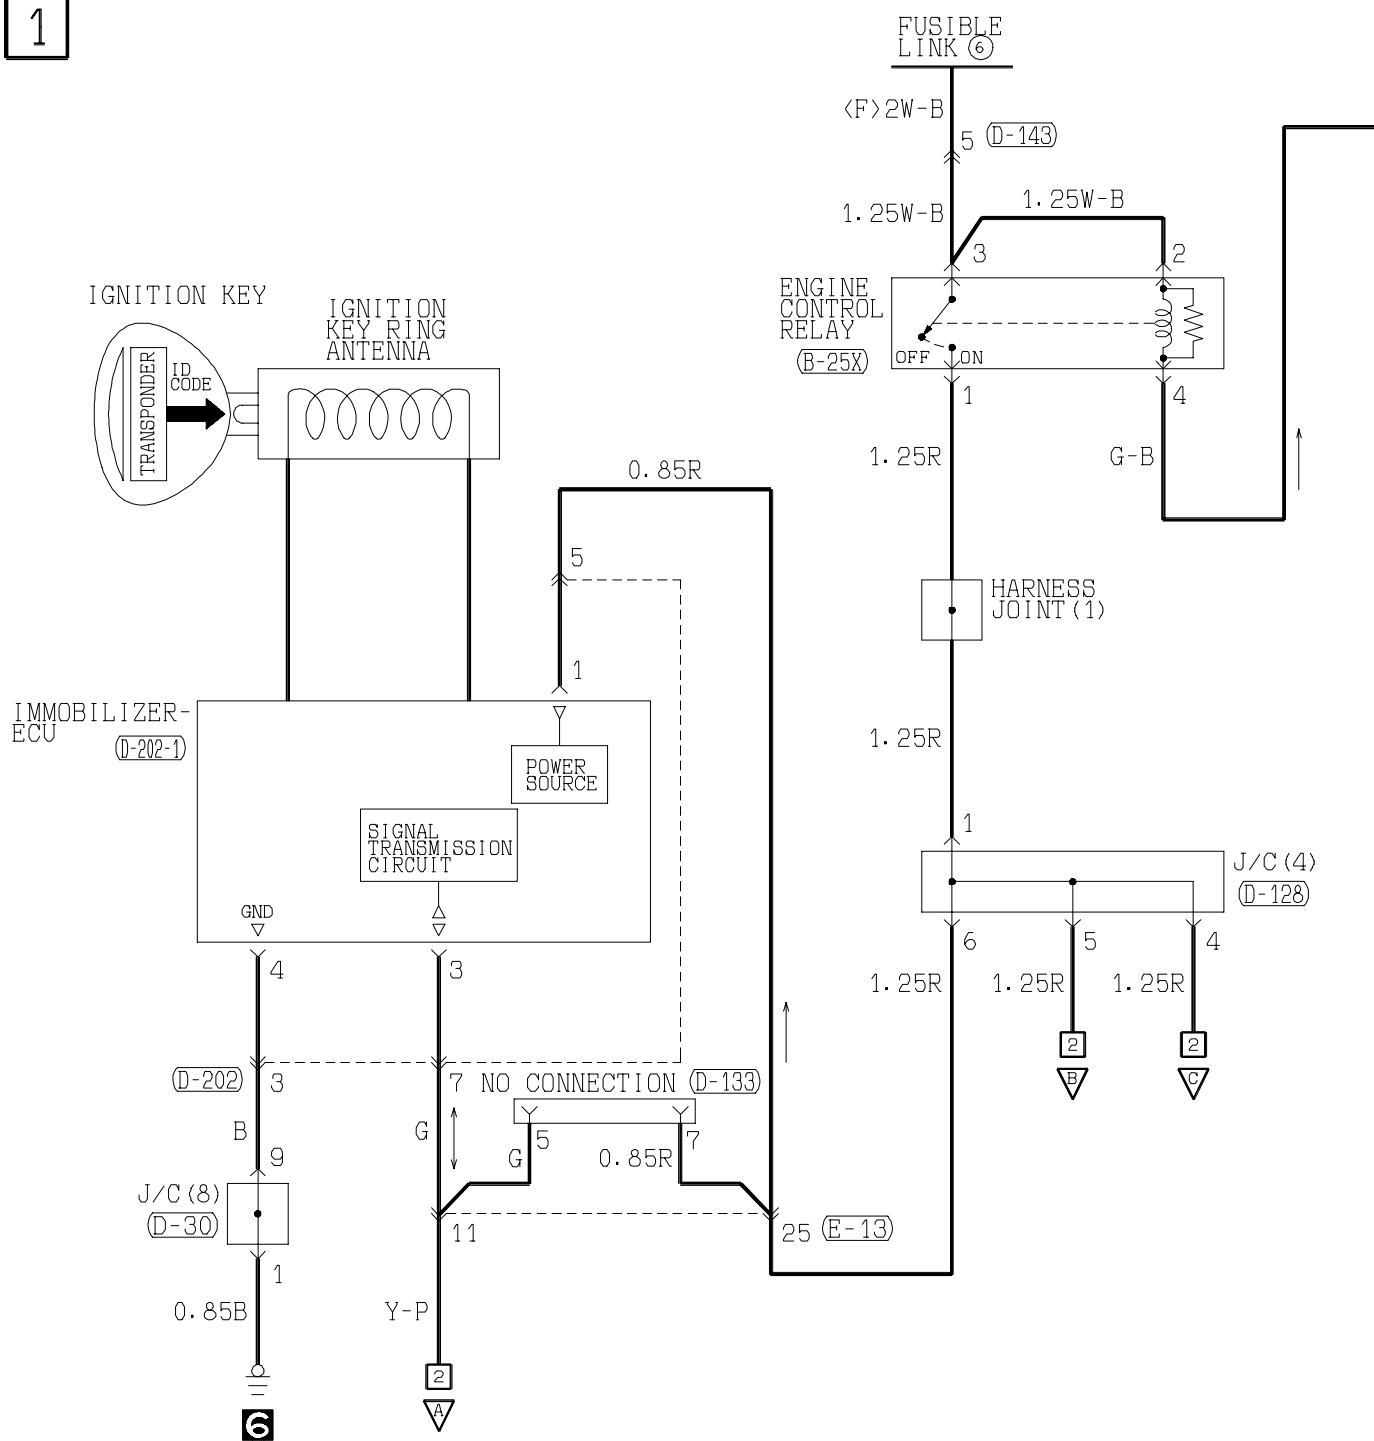 1
FUSIBLE
LINK 6
<F>2W-B
5 (D-143)
1.25W-B
1.25W-B
3
2
ENGINE
CONTROL
RELAY
(B-25X)
OFF
ON
1
4
1.25R
G-B
IGNITION KEY
IGNITION
KEY RING
ANTENNA
TRANSPONDER
ID
CODE
0.85R
5
1
HARNESS
JOINT(1)
IMMOBILIZER-
ECU
(D-202-1)
POWER
SOURCE
SIGNAL
TRANSMISSION
CIRCUIT
GND
1.25R
1
J/C(4)
(D-128)
4
3
6
5
4
1.25R
1.25R
1.25R
2
B
2
C
(D-202)
3
7
NO CONNECTION (D-133)
B
G
5
7
G
0.85R
9
J/C(8)
(D-30)
11
25 (E-13)
1
0.85B
Y-P
2
A
6